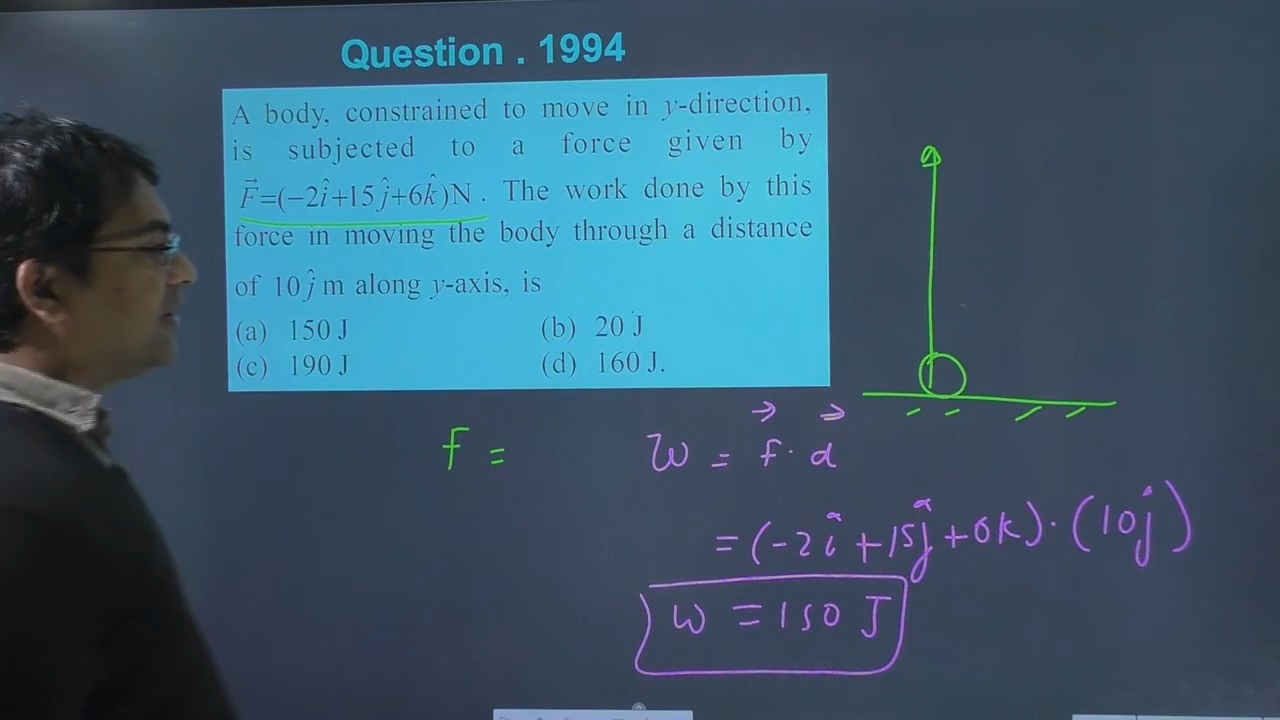 Question . 1994
A body, constrained to move in y-direction,
is subjected to a force given by
F⃗=(−2î+15ĵ+6k̂)N. The work done by this
force in moving the body through a distance
of 10ĵm along y-axis, is
(a) 150 J (b) 20 J
(c) 190 J (d) 160 J.
f = W = f⃗ · d⃗
= (-2î + 15ĵ + 6k) · (10ĵ)
W = 150 J